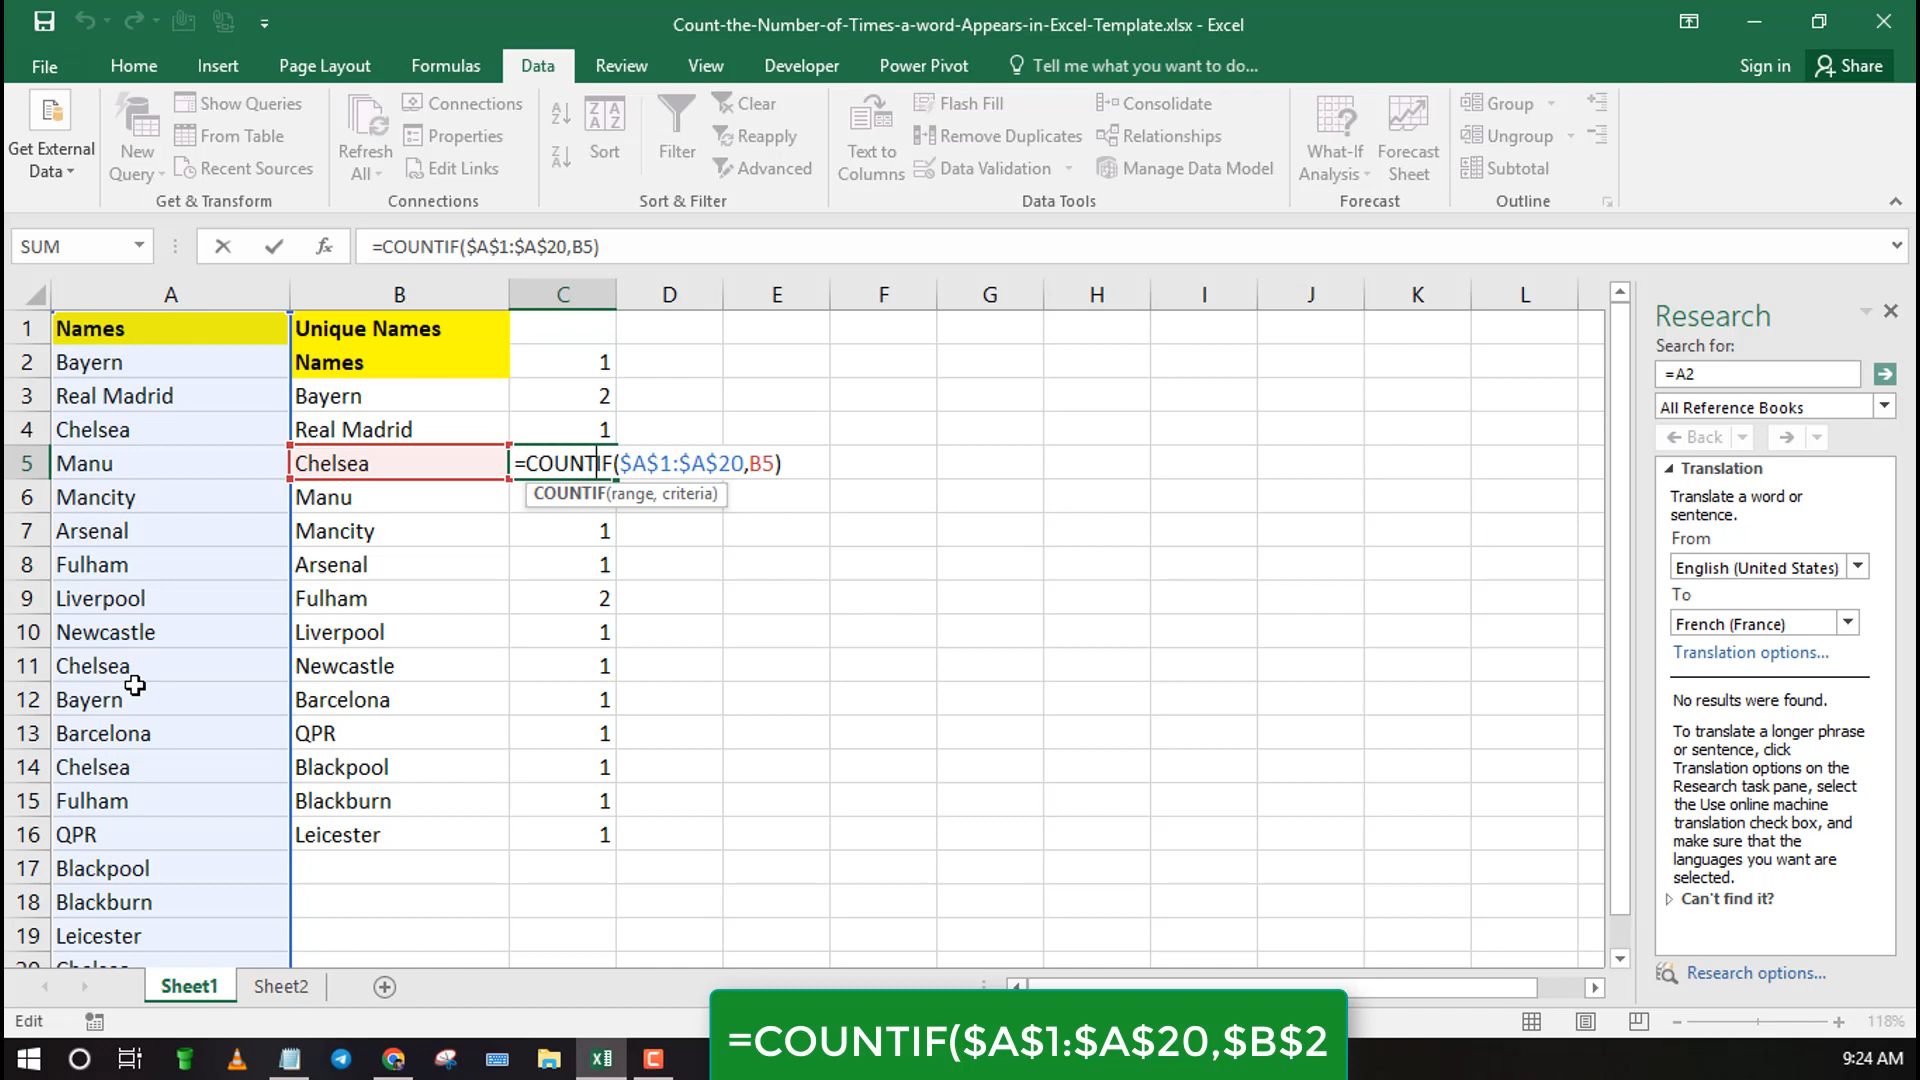 Count-the-Number-of-Times-a-word-Appears-in-Excel-Template.xlsx - Excel
File Home Insert Page Layout Formulas Data Review View Developer Power Pivot Tell me what you want to do... Sign in Share
Get External Data
New Query
Show Queries
From Table
Recent Sources
Get & Transform
Refresh All
Connections
Properties
Edit Links
Connections
Sort
Filter
Clear
Reapply
Advanced
Sort & Filter
Text to Columns
Flash Fill
Remove Duplicates
Data Validation
Consolidate
Relationships
Manage Data Model
Data Tools
What-If Analysis
Forecast Sheet
Forecast
Group
Ungroup
Subtotal
Outline
SUM fx =COUNTIF($A$1:$A$20,B5)
A B C D E F G H I J K L
1 Names Unique Names
2 Bayern Names 1
3 Real Madrid Bayern 2
4 Chelsea Real Madrid 1
5 Manu Chelsea =COUNTIF($A$1:$A$20,B5)
COUNTIF(range, criteria)
6 Mancity Manu
7 Arsenal Mancity 1
8 Fulham Arsenal 1
9 Liverpool Fulham 2
10 Newcastle Liverpool 1
11 Chelsea Newcastle 1
12 Bayern Barcelona 1
13 Barcelona QPR 1
14 Chelsea Blackpool 1
15 Fulham Blackburn 1
16 QPR Leicester 1
17 Blackpool
18 Blackburn
19 Leicester
20 Chelsea
Sheet1 Sheet2
Edit
118%
Research
Search for:
=A2
All Reference Books
Back
Translation
Translate a word or
sentence.
From
English (United States)
To
French (France)
Translation options...
No results were found.
To translate a longer phrase
or sentence, click
Translation options on the
Research task pane, select
the Use online machine
translation check box, and
make sure that the
languages you want are
selected.
Can't find it?
Research options...
=COUNTIF($A$1:$A$20,$B$2
9:24 AM